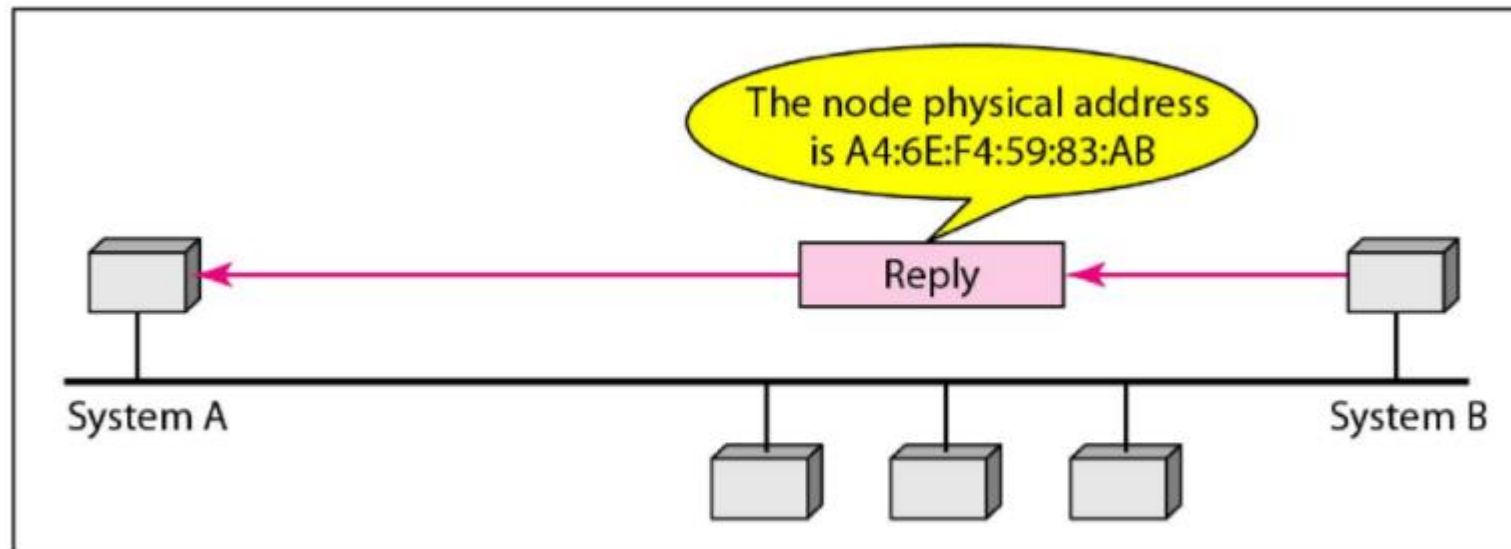 The node physical address
is A4:6E:F4:59:83:AB
Reply
System A
System B